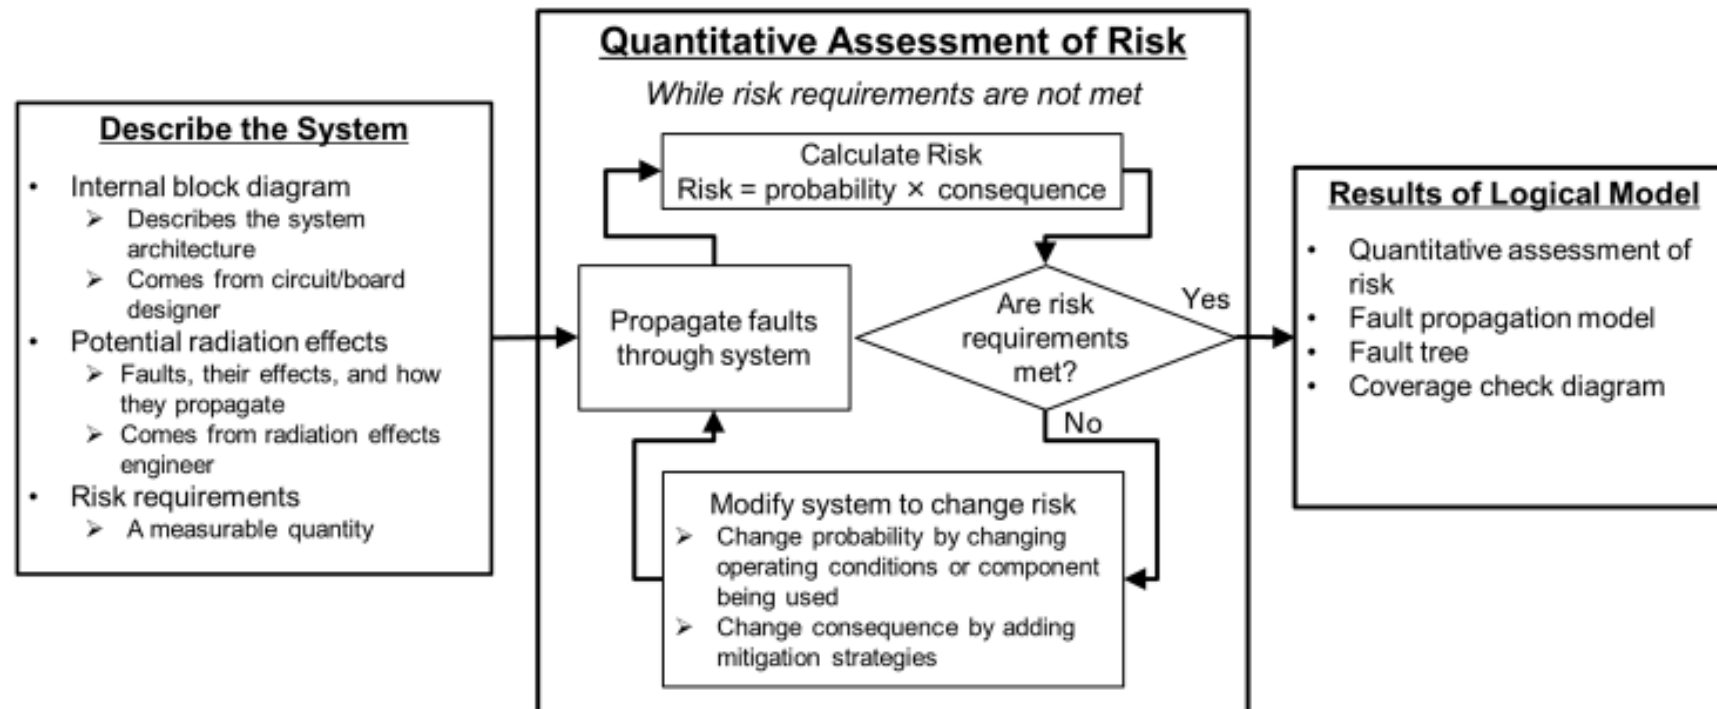 Describe the System
• Internal block diagram
➢ Describes the system
architecture
➢ Comes from circuit/board
designer
• Potential radiation effects
➢ Faults, their effects, and how
they propagate
➢ Comes from radiation effects
engineer
• Risk requirements
➢ A measurable quantity
Quantitative Assessment of Risk
While risk requirements are not met
Calculate Risk
Risk = probability × consequence
Propagate faults
through system
Are risk
requirements
met?
Yes
No
Modify system to change risk
➢ Change probability by changing
operating conditions or component
being used
➢ Change consequence by adding
mitigation strategies
Results of Logical Model
• Quantitative assessment of
risk
• Fault propagation model
• Fault tree
• Coverage check diagram